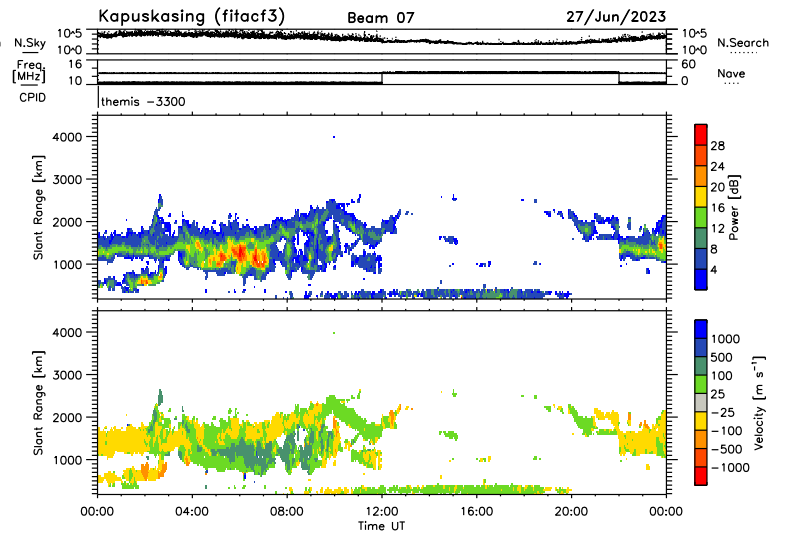 Kapuskasing (fitacf3) Beam 07 27/Jun/2023
N.Sky 10^5 10^0 10^5 10^0 N.Search
Freq. [MHz] 16 10 60 0 Nave
CPID themis -3300
Slant Range [km] 4000 3000 2000 1000
Power [dB] 28 24 20 16 12 8 4
Slant Range [km] 4000 3000 2000 1000
Velocity [m s⁻¹] 1000 500 100 25 -25 -100 -500 -1000
00:00 04:00 08:00 12:00 16:00 20:00 00:00
Time UT